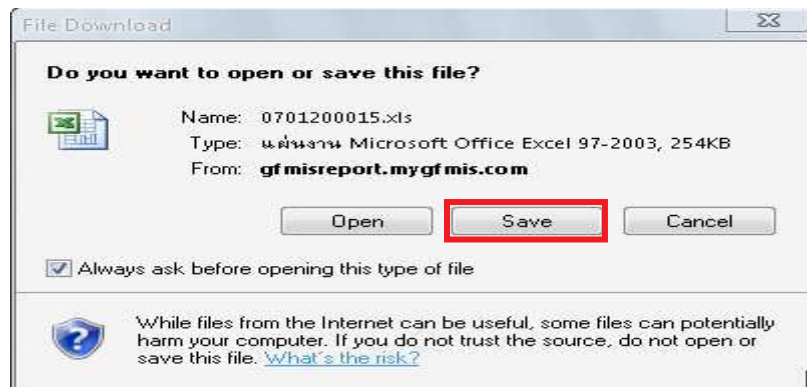 File Download
Do you want to open or save this file?
Name: 0701200015.xls
Type: แผ่นงาน Microsoft Office Excel 97-2003, 254KB
From: gfmisreport.mygfmis.com
Open Save Cancel
Always ask before opening this type of file
While files from the Internet can be useful, some files can potentially
harm your computer. If you do not trust the source, do not open or
save this file. What's the risk?